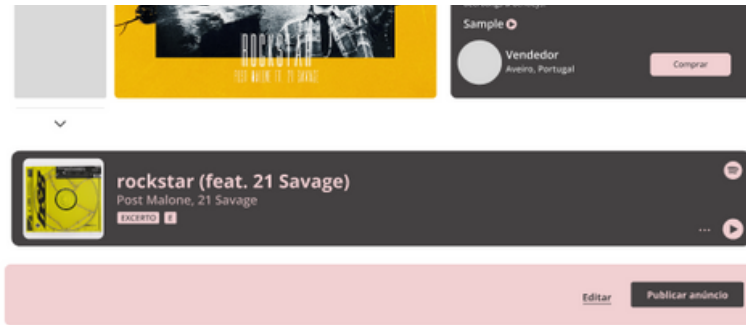 ROCKSTAR
POST MALONE FT. 21 SAVAGE
Sample
Vendedor
Aveiro, Portugal
Comprar
rockstar (feat. 21 Savage)
Post Malone, 21 Savage
EXCERTO E
...
Editar
Publicar anúncio